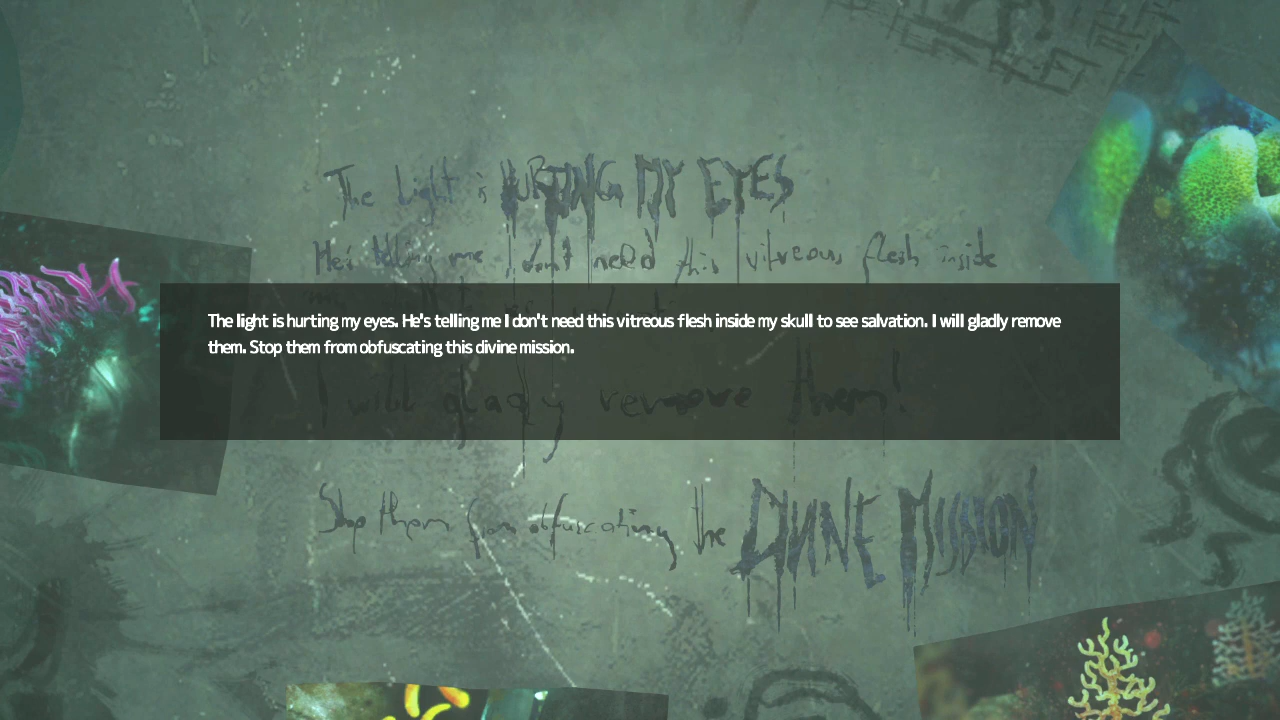 The Light is HURTING MY EYES
He's telling me I don't need this vitreous flesh inside
The light is hurting my eyes. He's telling me I don't need this vitreous flesh inside my skull to see salvation. I will gladly remove
them. Stop them from obfuscating this divine mission.
I will gladly remove them!
Stop them from obfuscating the DIVINE MISSION